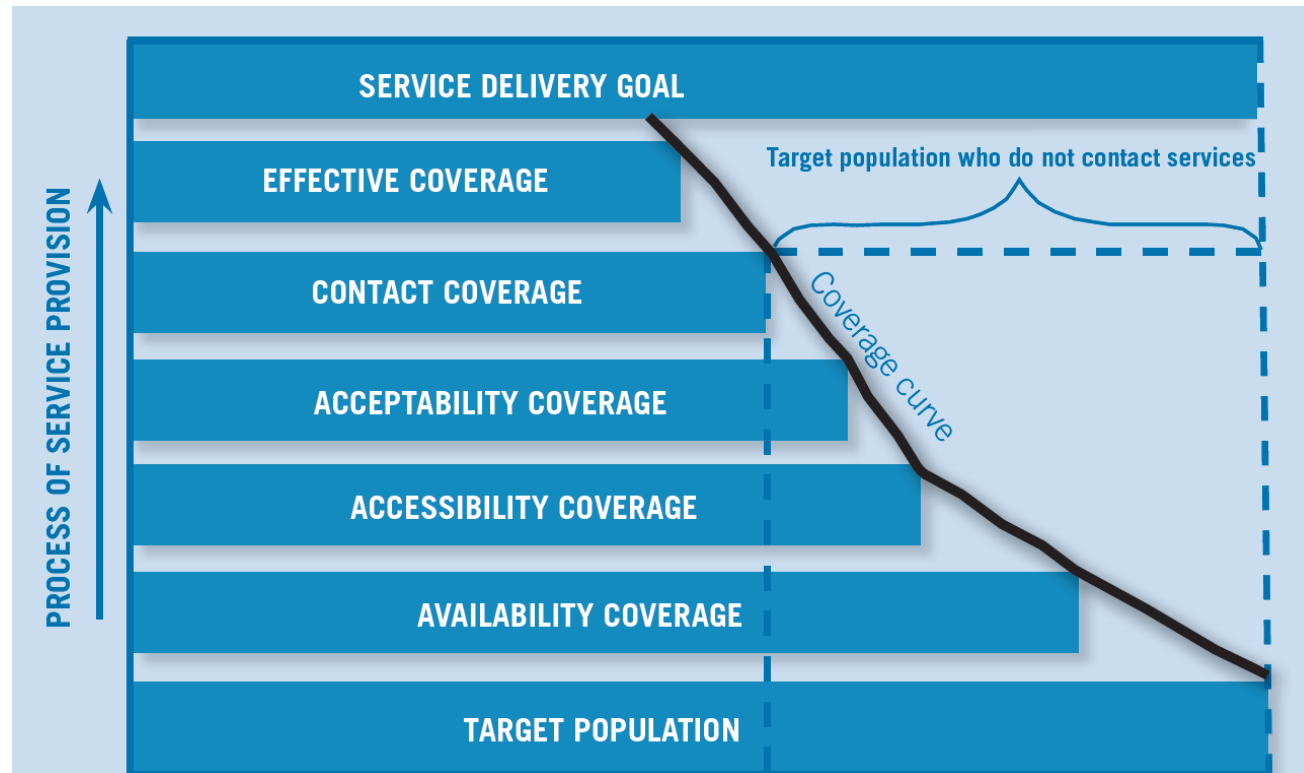 SERVICE DELIVERY GOAL
Target population who do not contact services
EFFECTIVE COVERAGE
CONTACT COVERAGE
Coverage curve
ACCEPTABILITY COVERAGE
ACCESSIBILITY COVERAGE
AVAILABILITY COVERAGE
TARGET POPULATION
PROCESS OF SERVICE PROVISION